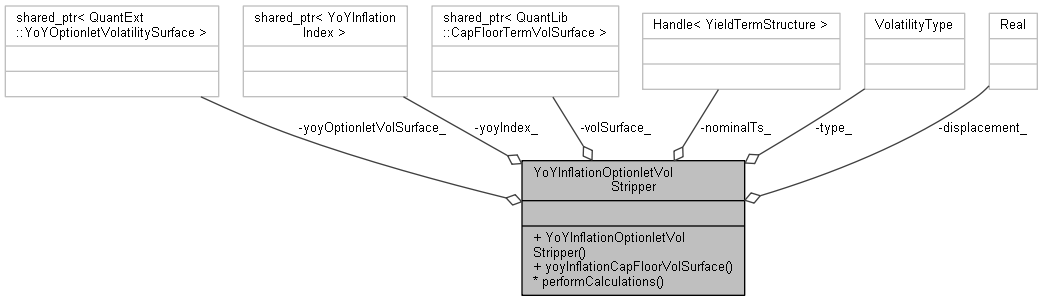 shared_ptr< QuantExt
::YoYOptionletVolatilitySurface >
shared_ptr< YoYInflation
Index >
shared_ptr< QuantLib
::CapFloorTermVolSurface >
Handle< YieldTermStructure >
VolatilityType
Real
-yoyOptionletVolSurface_
-yoyIndex_
-volSurface_
-nominalTs_
-type_
-displacement_
YoYInflationOptionletVol
Stripper
+ YoYInflationOptionletVol
Stripper()
+ yoyInflationCapFloorVolSurface()
* performCalculations()